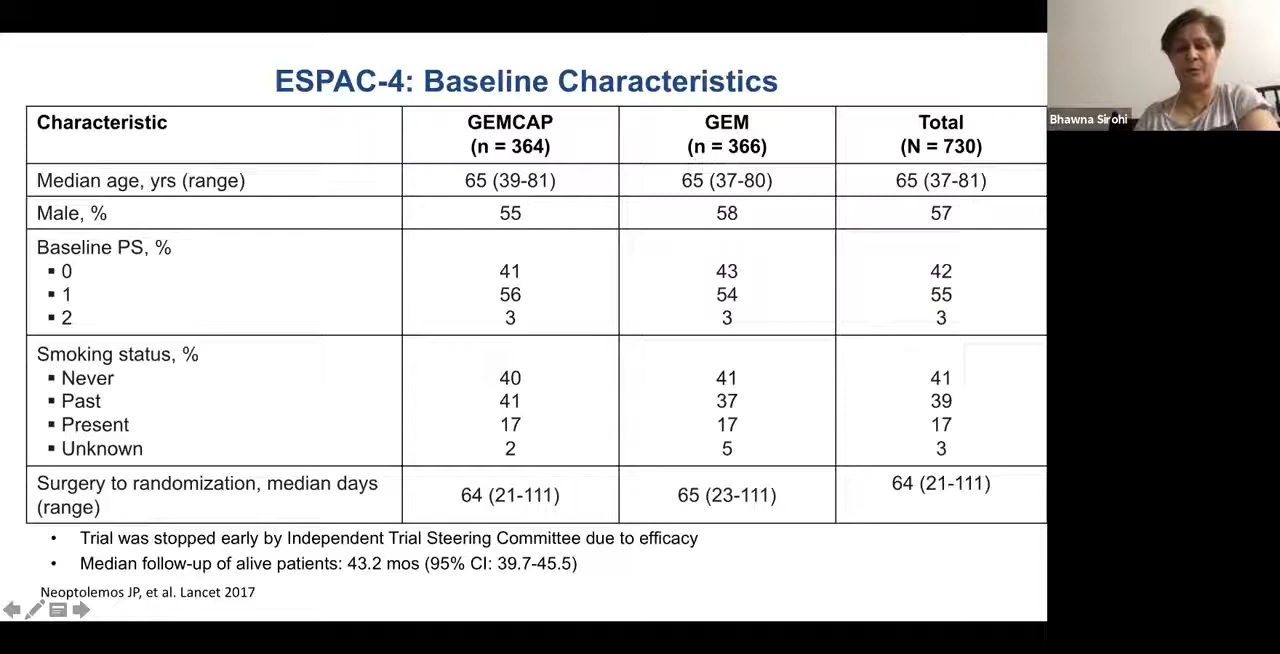 ESPAC-4: Baseline Characteristics
Characteristic GEMCAP (n = 364) GEM (n = 366) Total (N = 730)
Median age, yrs (range) 65 (39-81) 65 (37-80) 65 (37-81)
Male, % 55 58 57
Baseline PS, %
▪ 0 41 43 42
▪ 1 56 54 55
▪ 2 3 3 3
Smoking status, %
▪ Never 40 41 41
▪ Past 41 37 39
▪ Present 17 17 17
▪ Unknown 2 5 3
Surgery to randomization, median days (range) 64 (21-111) 65 (23-111) 64 (21-111)
• Trial was stopped early by Independent Trial Steering Committee due to efficacy
• Median follow-up of alive patients: 43.2 mos (95% CI: 39.7-45.5)
Neoptolemos JP, et al. Lancet 2017
Bhawna Sirohi